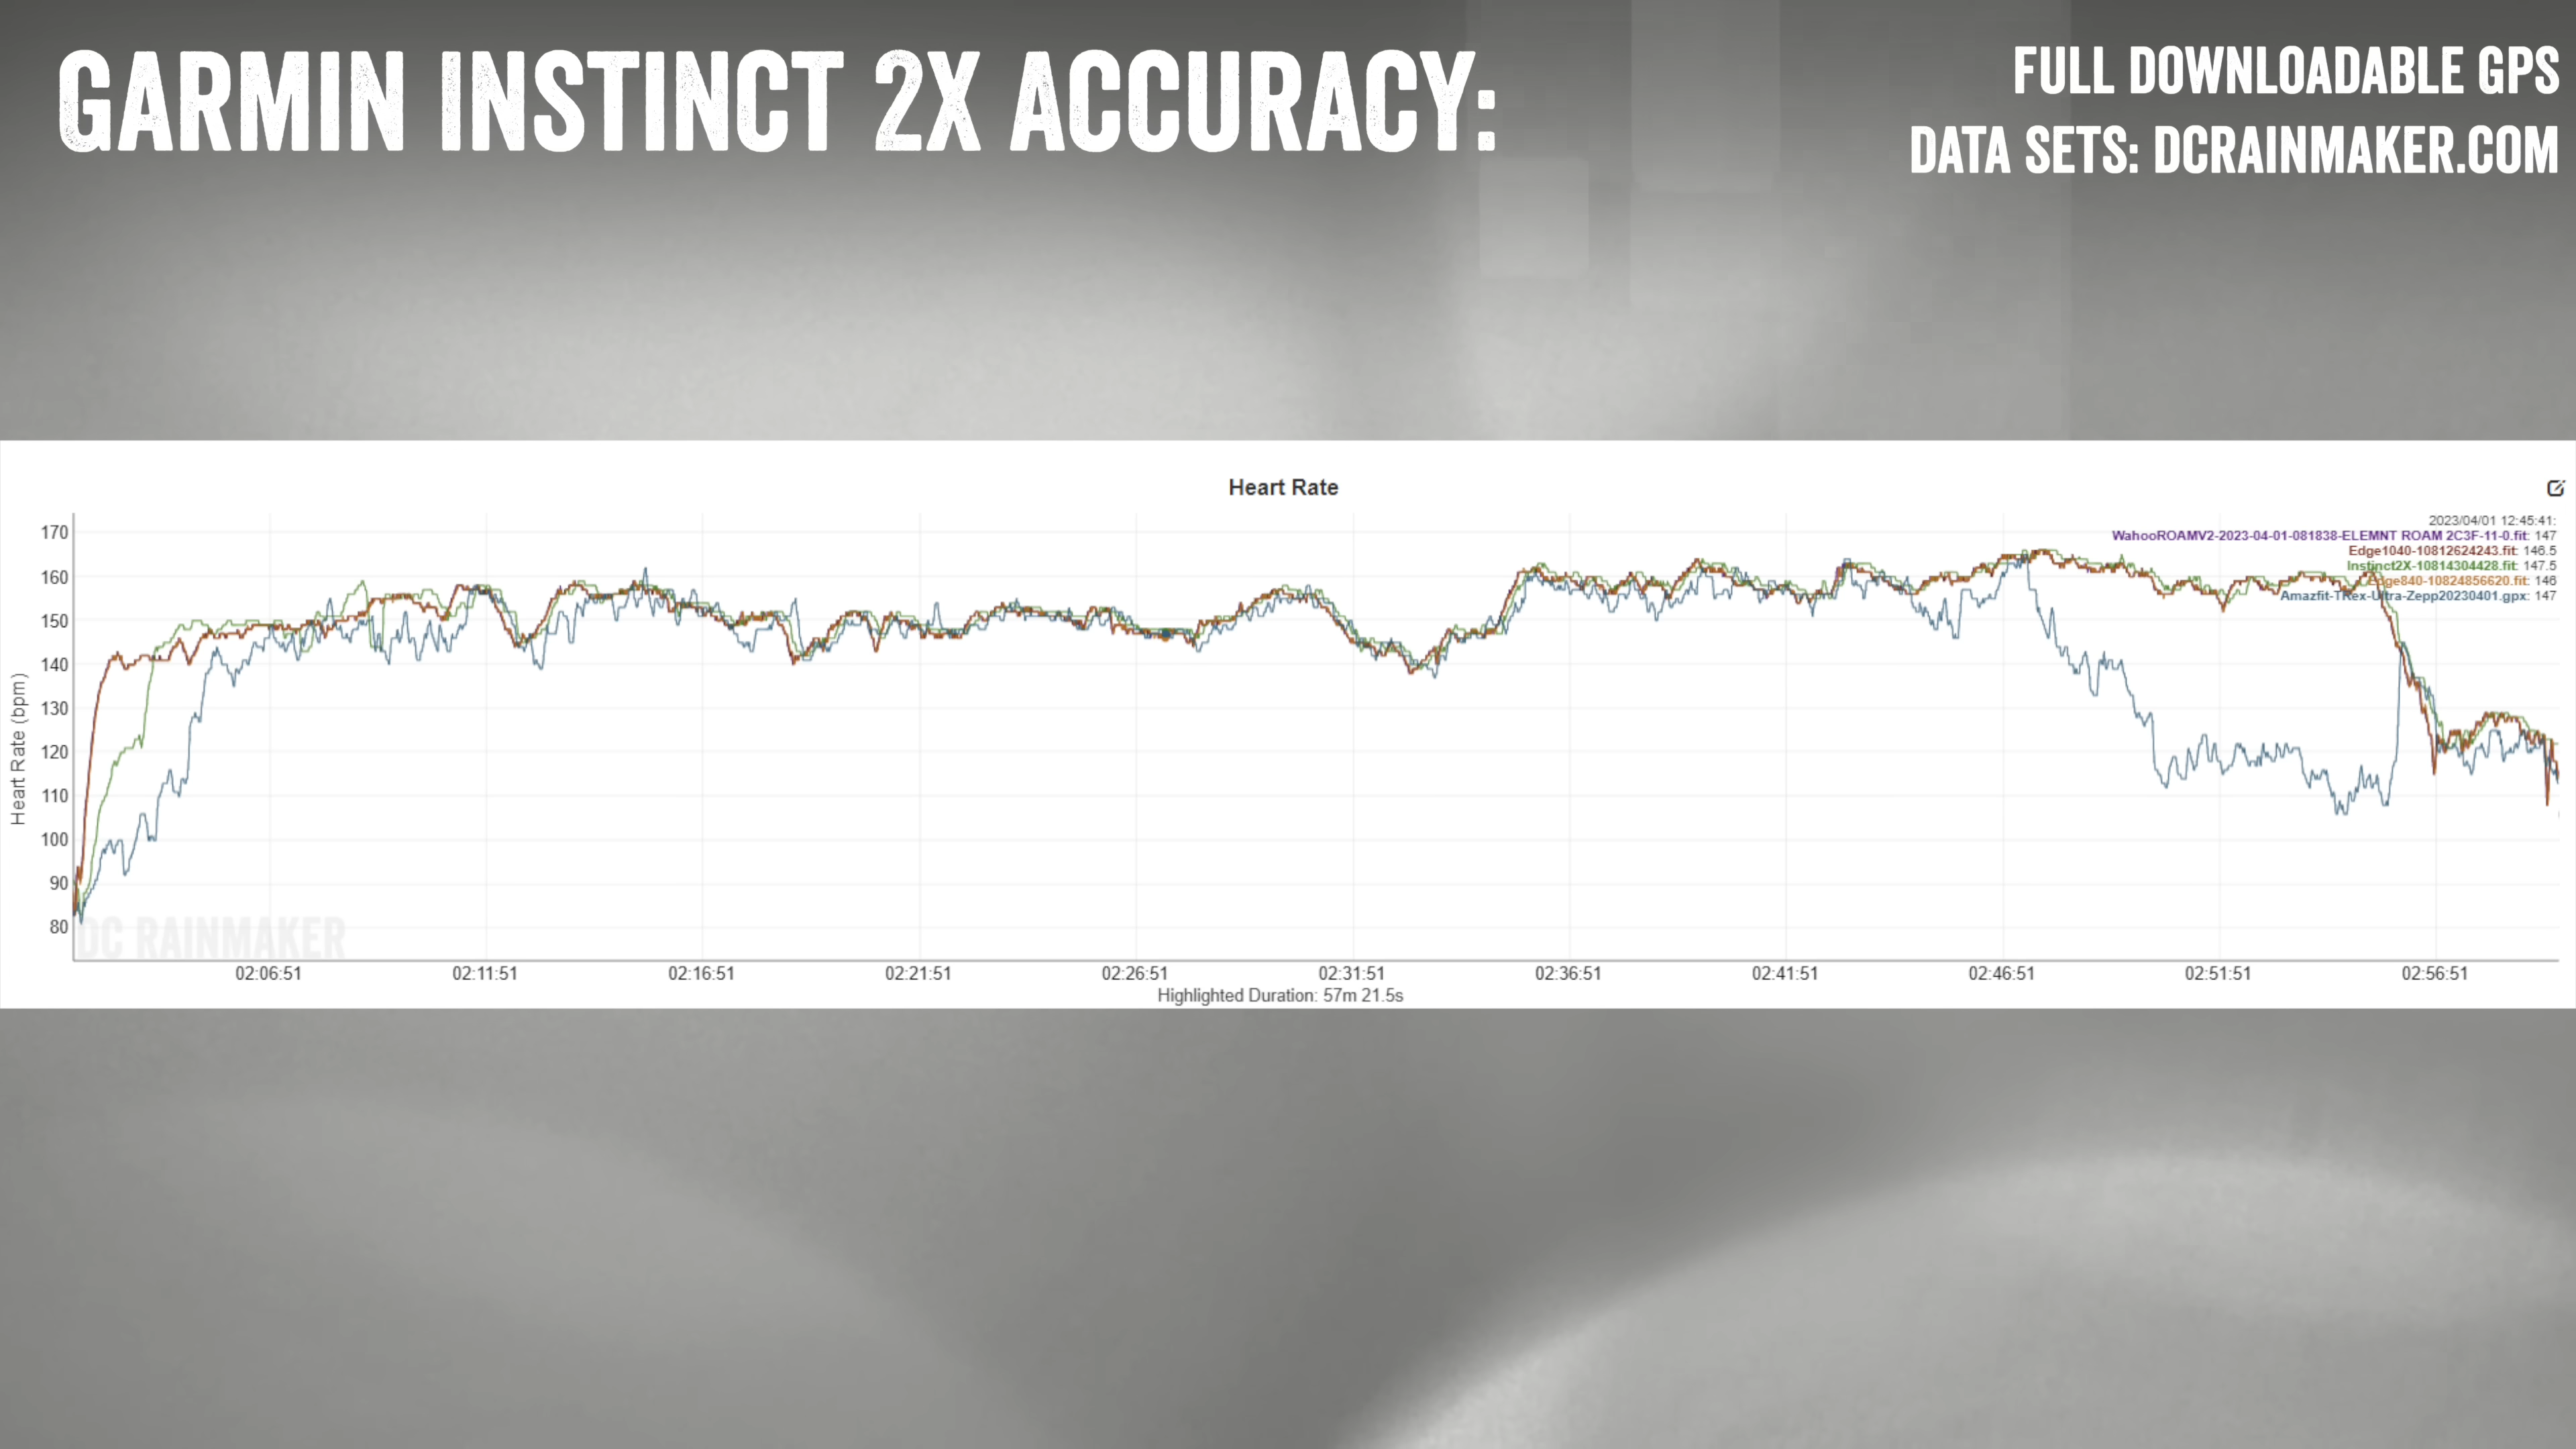 GARMIN INSTINCT 2X ACCURACY:
FULL DOWNLOADABLE GPS
DATA SETS: DCRAINMAKER.COM
Heart Rate
2023/04/01 12:45:41:
WahooROAMV2-2023-04-01-081838-ELEMNT ROAM 2C3F-11-0.fit: 147
Edge1040-10812624243.fit: 146.5
Instinct2X-10814304428.fit: 147.5
Edge840-10824856620.fit: 146
Amazfit-TRex-Ultra-Zepp20230401.gpx: 147
Heart Rate (bpm)
170
160
150
140
130
120
110
100
90
80
DC RAINMAKER
02:06:51 02:11:51 02:16:51 02:21:51 02:26:51 02:31:51 02:36:51 02:41:51 02:46:51 02:51:51 02:56:51
Highlighted Duration: 57m 21.5s